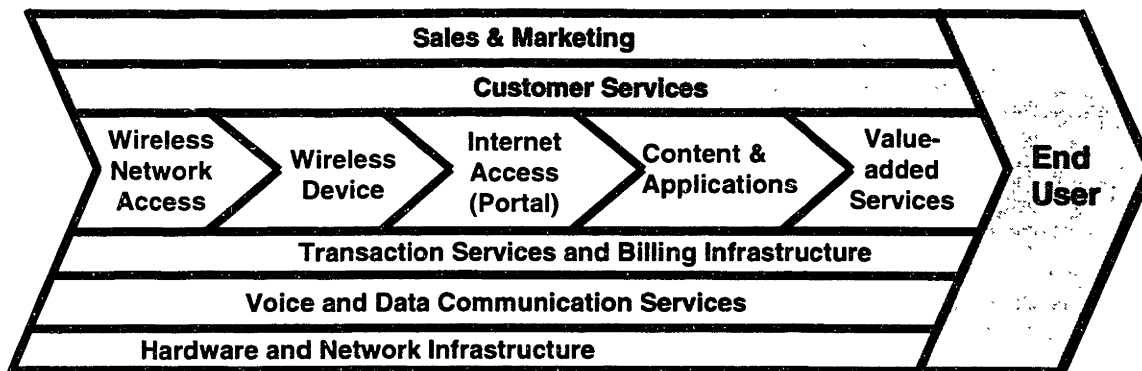 Sales & Marketing
Customer Services
Wireless
Network
Access
Wireless
Device
Internet
Access
(Portal)
Content &
Applications
Value-
added
Services
End
User
Transaction Services and Billing Infrastructure
Voice and Data Communication Services
Hardware and Network Infrastructure